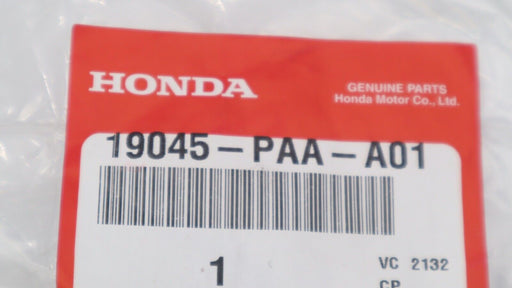 HONDA
GENUINE PARTS
Honda Motor Co., Ltd.
19045-PAA-A01
1
VC 2132
CP